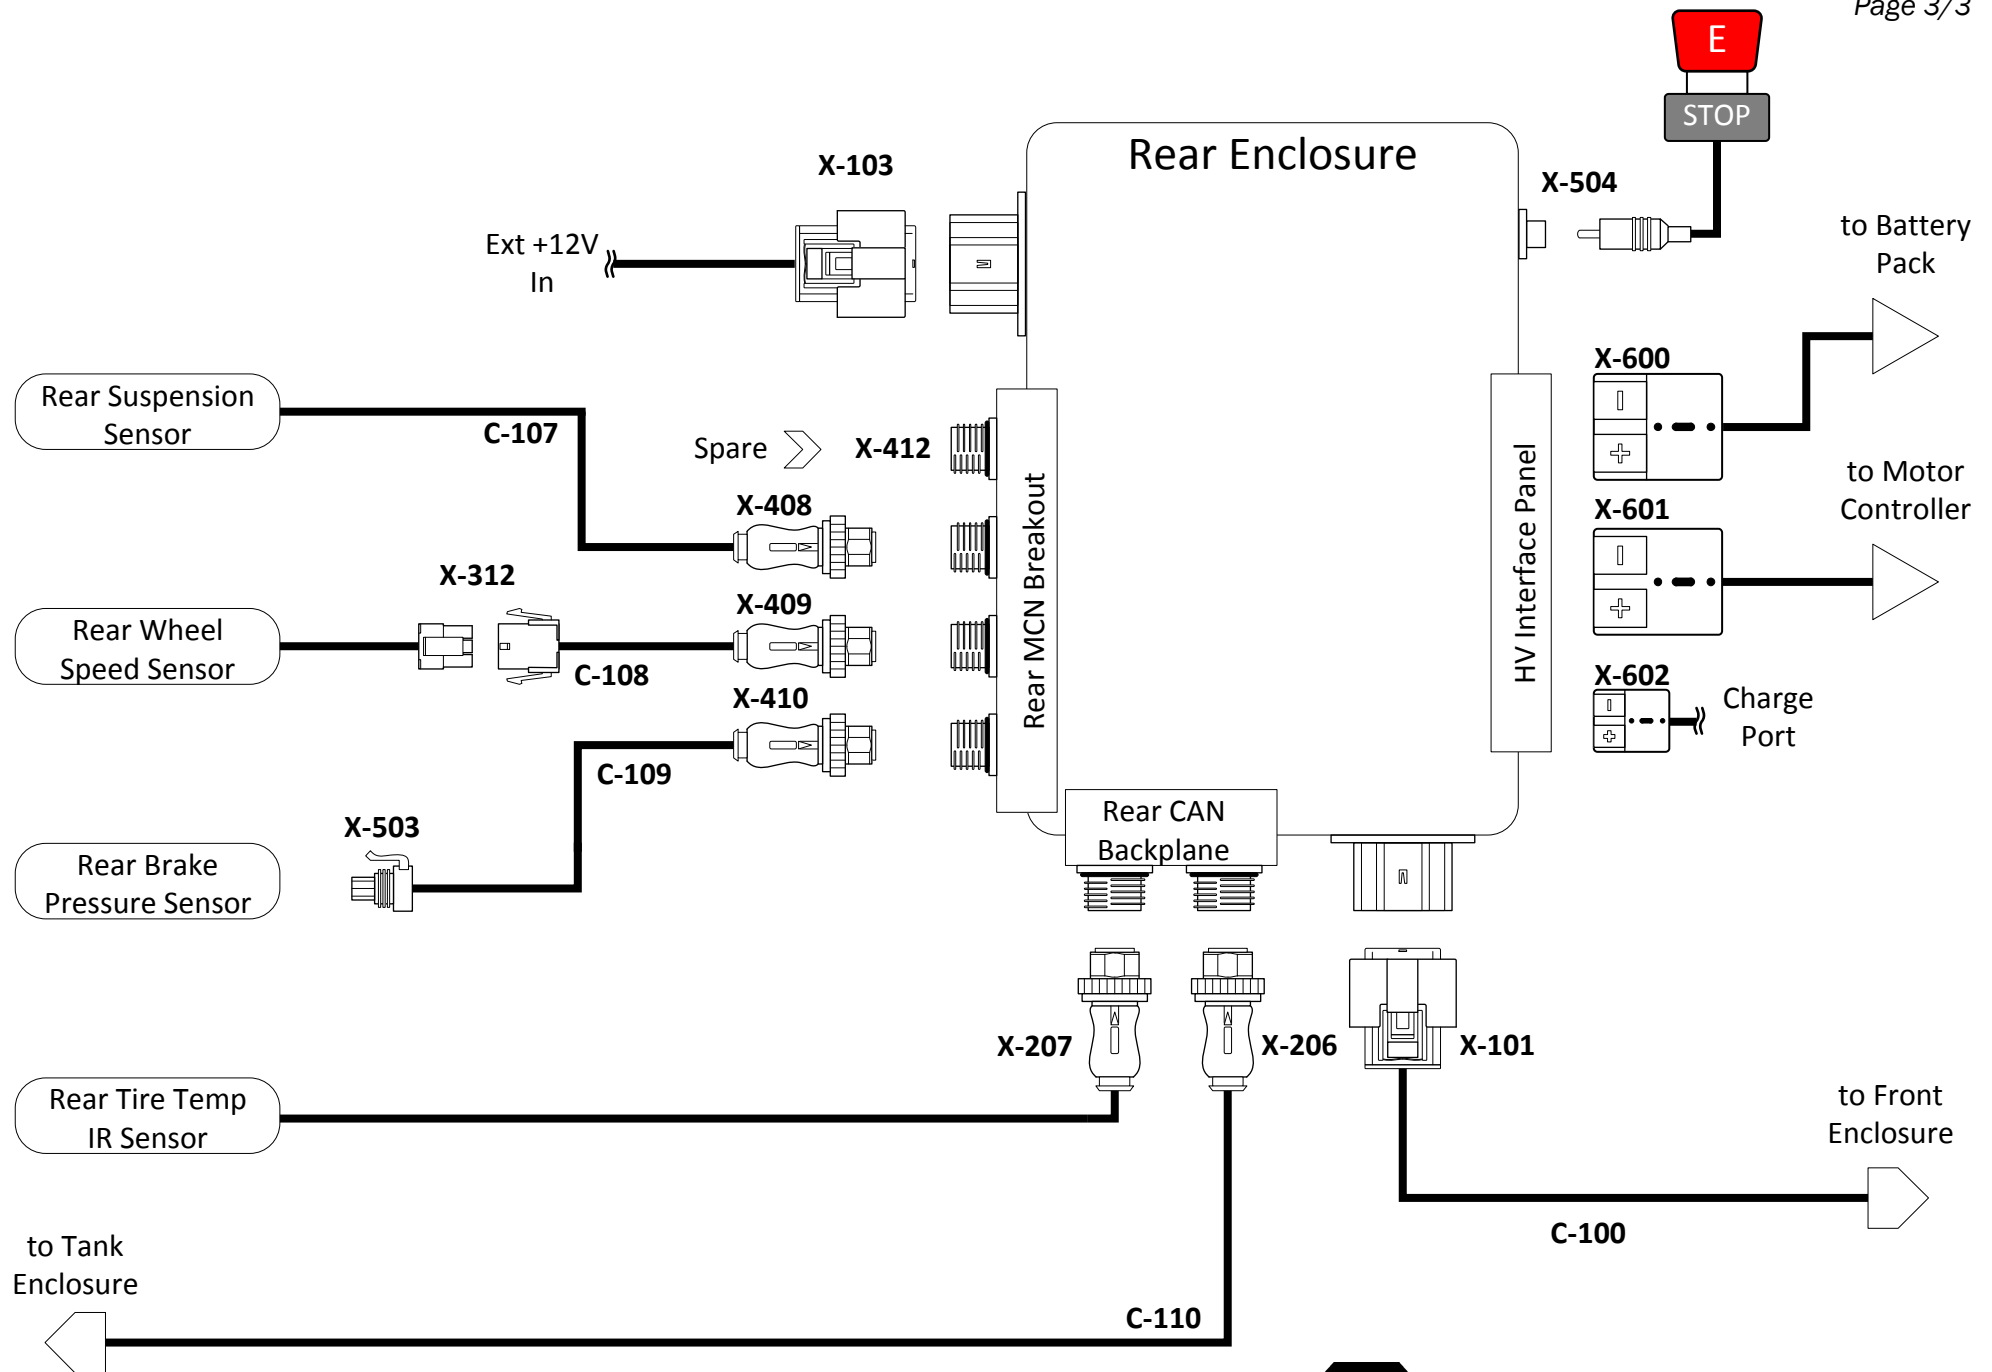 Page 3/3
E
STOP
Rear Enclosure
X-103
X-504
Ext +12V
In
to Battery
Pack
X-600
Rear Suspension
Sensor
C-107
Spare
X-412
X-408
Rear MCN Breakout
HV Interface Panel
to Motor
Controller
X-601
X-312
X-409
Rear Wheel
Speed Sensor
C-108
X-602
Charge
Port
X-410
C-109
X-503
Rear Brake
Pressure Sensor
Rear CAN
Backplane
X-207
X-206
X-101
Rear Tire Temp
IR Sensor
to Front
Enclosure
C-100
to Tank
Enclosure
C-110